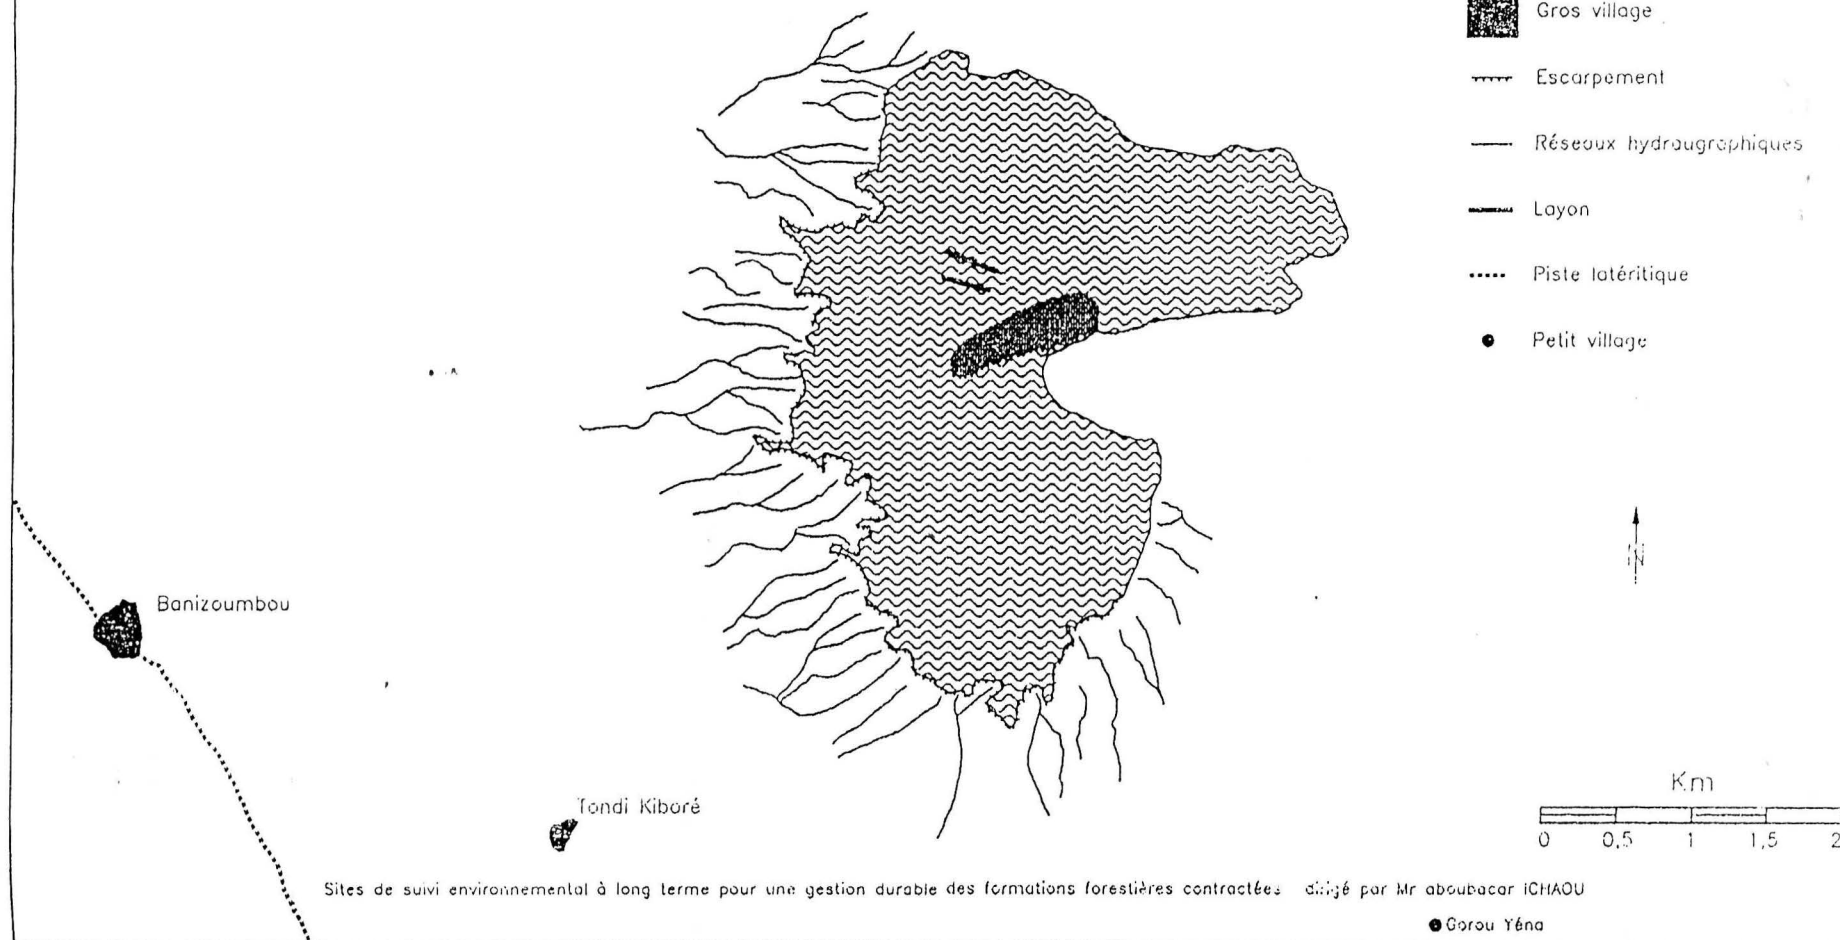 Gros village
Escarpement
Réseaux hydraugraphiques
Layon
Piste latéritique
Petit village
N
Banizoumbou
Tondi Kiboré
Km
0 0,5 1 1,5 2
Sites de suivi environnemental à long terme pour une gestion durable des formations forestières contractées dirigé par Mr aboubacar ICHAOU
Gorou Yéna